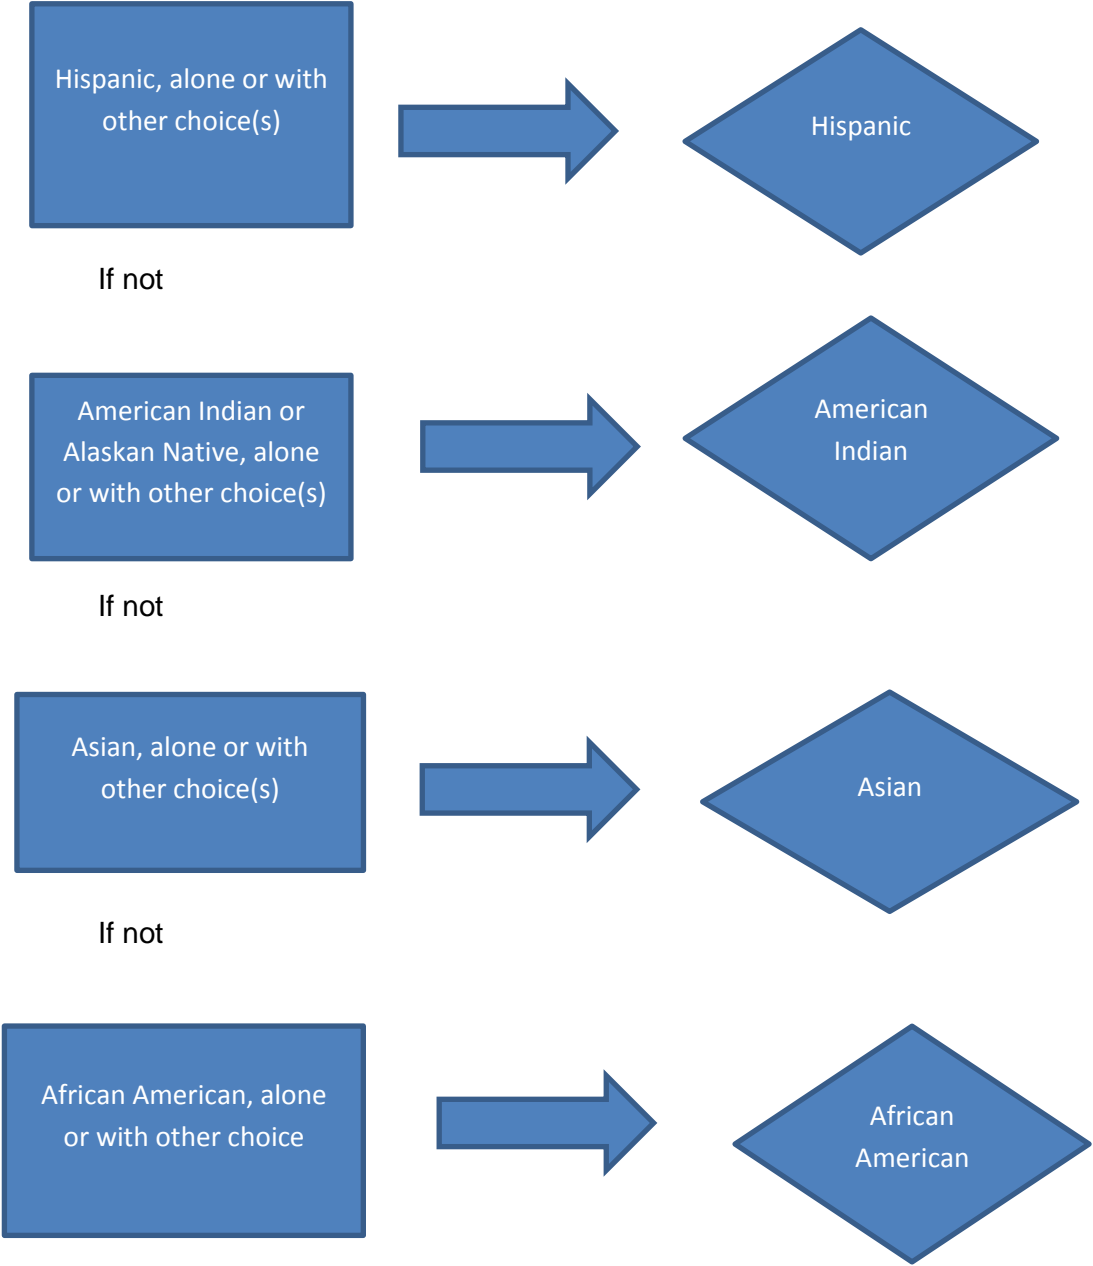 Hispanic, alone or with
other choice(s)
Hispanic
If not
American Indian or
Alaskan Native, alone
or with other choice(s)
American
Indian
If not
Asian, alone or with
other choice(s)
Asian
If not
African American, alone
or with other choice
African
American